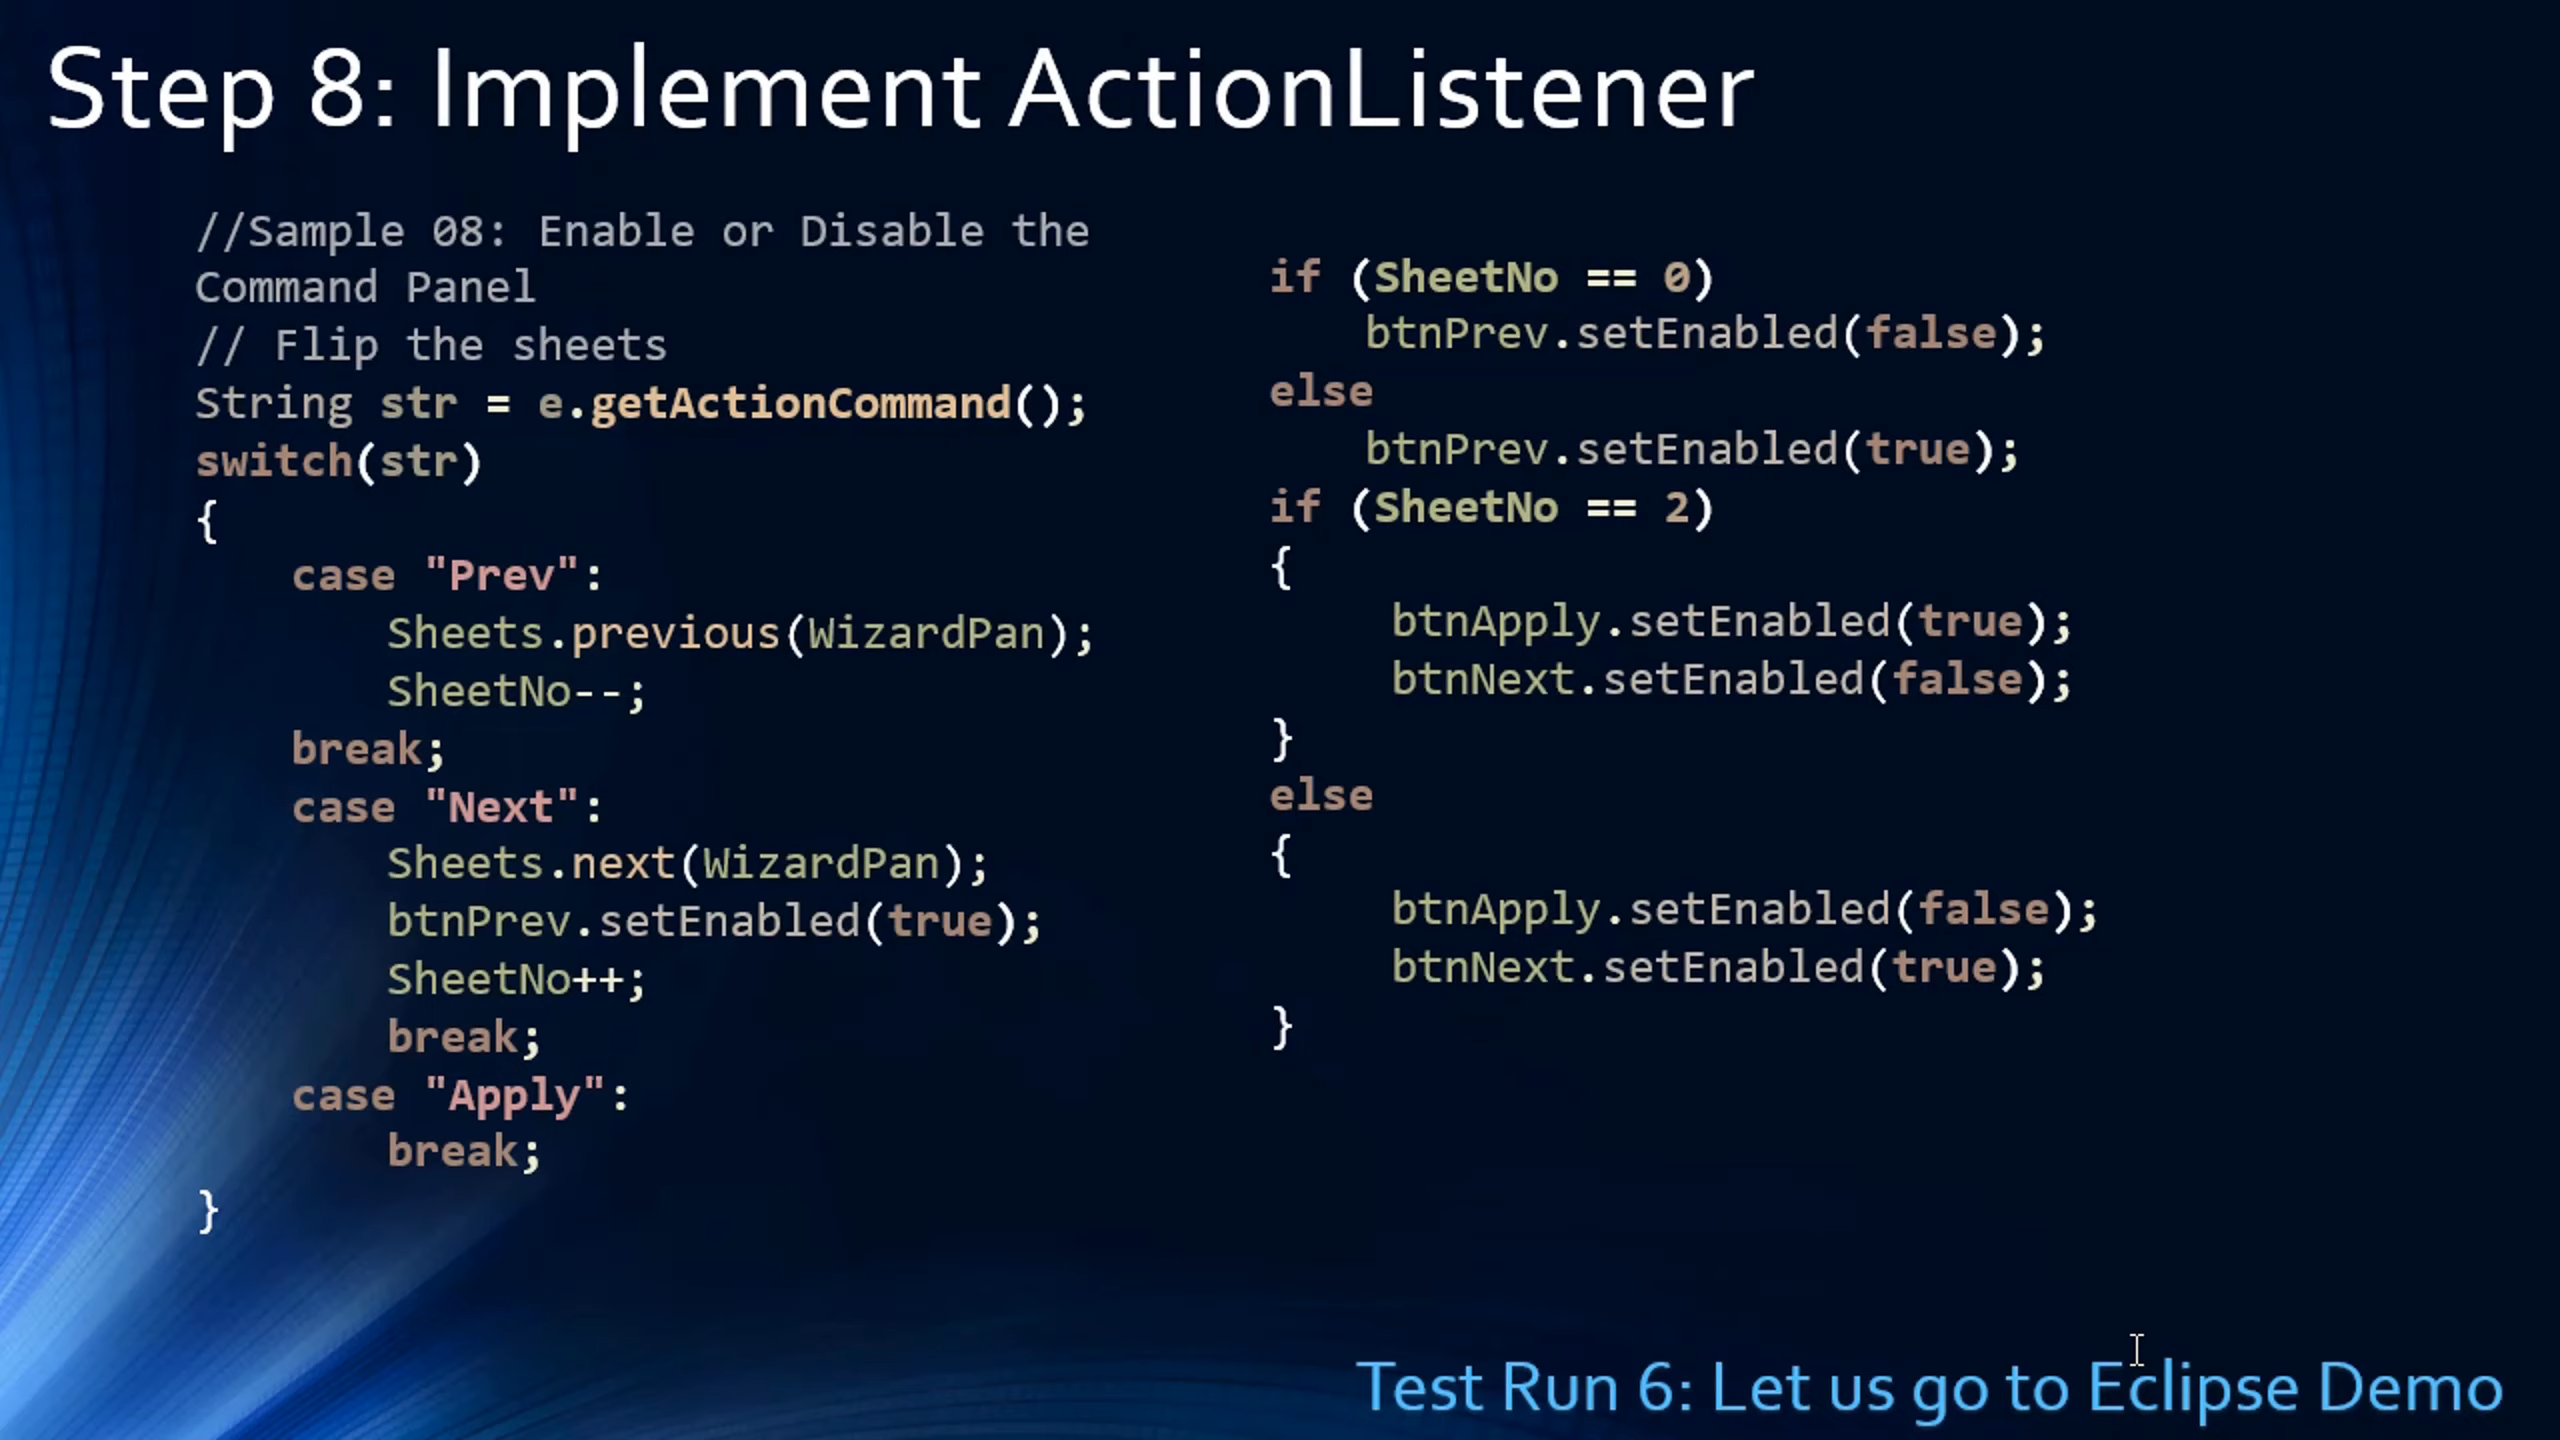 Step 8: Implement ActionListener
//Sample 08: Enable or Disable the
Command Panel
// Flip the sheets
String str = e.getActionCommand();
switch(str)
{
case "Prev":
Sheets.previous(WizardPan);
SheetNo--;
break;
case "Next":
Sheets.next(WizardPan);
btnPrev.setEnabled(true);
SheetNo++;
break;
case "Apply":
break;
}
if (SheetNo == 0)
btnPrev.setEnabled(false);
else
btnPrev.setEnabled(true);
if (SheetNo == 2)
{
btnApply.setEnabled(true);
btnNext.setEnabled(false);
}
else
{
btnApply.setEnabled(false);
btnNext.setEnabled(true);
}
Test Run 6: Let us go to Eclipse Demo